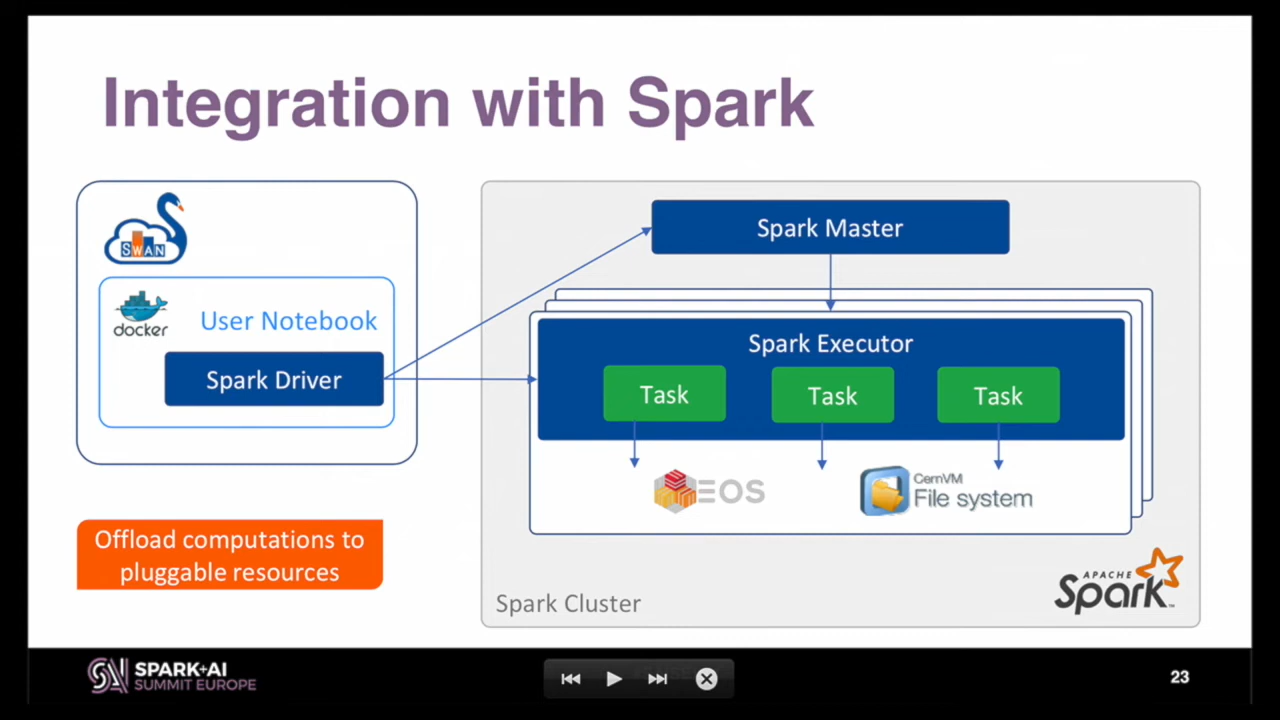 Integration with Spark
SWAN
docker
User Notebook
Spark Driver
Offload computations to
pluggable resources
Spark Master
Spark Executor
Task
Task
Task
EOS
CernVM
File system
Spark Cluster
APACHE
Spark™
SPARK+AI
SUMMIT EUROPE
23